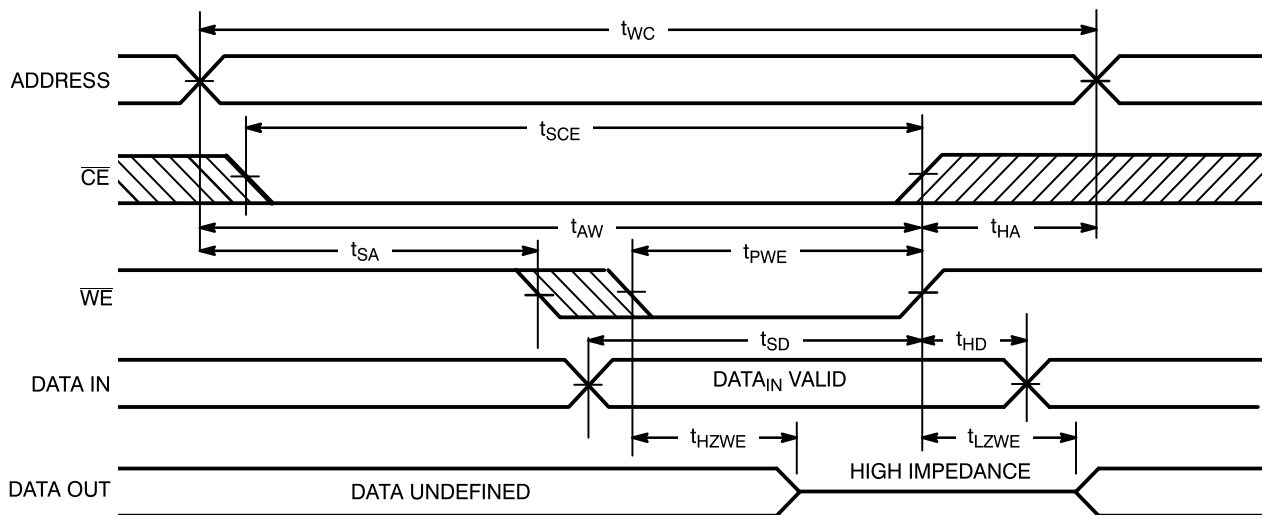 tWC
ADDRESS
tSCE
CE
tAW
tHA
tSA
tPWE
WE
tSD
tHD
DATA IN
DATAIN VALID
tHZWE
tLZWE
HIGH IMPEDANCE
DATA OUT
DATA UNDEFINED